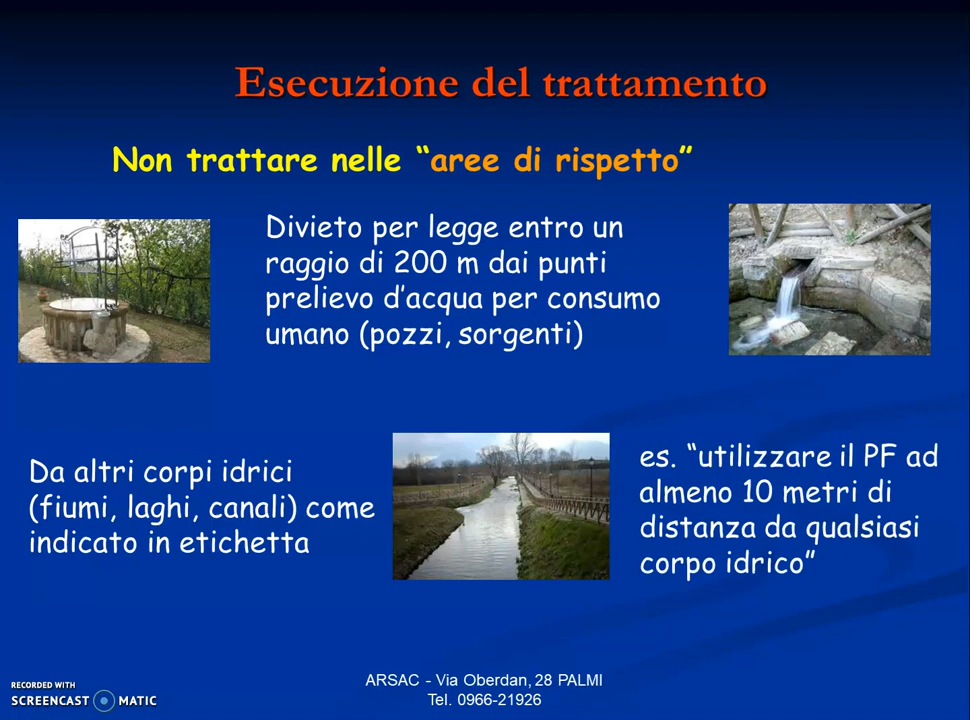 Esecuzione del trattamento
Non trattare nelle “aree di rispetto”
Divieto per legge entro un
raggio di 200 m dai punti
prelievo d’acqua per consumo
umano (pozzi, sorgenti)
Da altri corpi idrici
(fiumi, laghi, canali) come
indicato in etichetta
es. “utilizzare il PF ad
almeno 10 metri di
distanza da qualsiasi
corpo idrico”
ARSAC - Via Oberdan, 28 PALMI
Tel. 0966-21926
RECORDED WITH
SCREENCAST MATIC